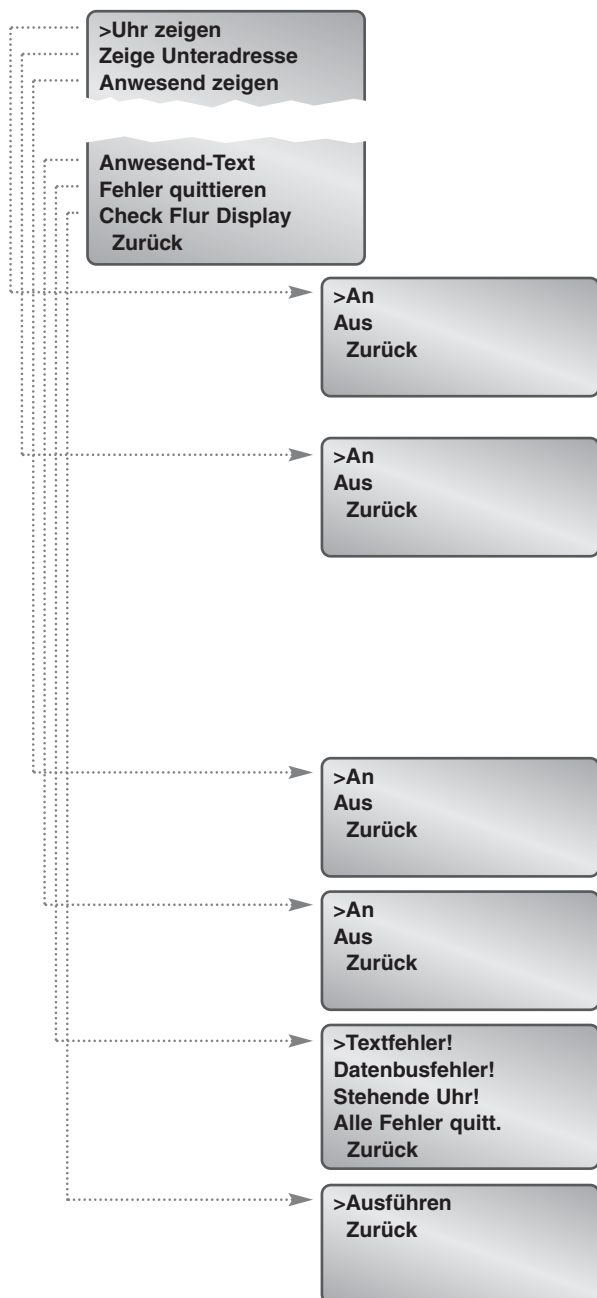 >Uhr zeigen
Zeige Unteradresse
Anwesend zeigen
Anwesend-Text
Fehler quittieren
Check Flur Display
Zurück
>An
Aus
Zurück
>An
Aus
Zurück
>An
Aus
Zurück
>An
Aus
Zurück
>Textfehler!
Datenbusfehler!
Stehende Uhr!
Alle Fehler quitt.
Zurück
>Ausführen
Zurück